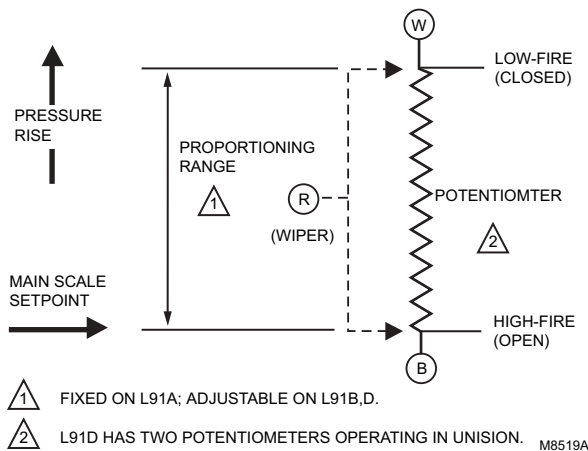 W
LOW-FIRE
(CLOSED)
PRESSURE
RISE
PROPORTIONING
RANGE
1
R
(WIPER)
POTENTIOMTER
2
MAIN SCALE
SETPOINT
HIGH-FIRE
(OPEN)
B
1 FIXED ON L91A; ADJUSTABLE ON L91B,D.
2 L91D HAS TWO POTENTIOMETERS OPERATING IN UNISION.
M8519A